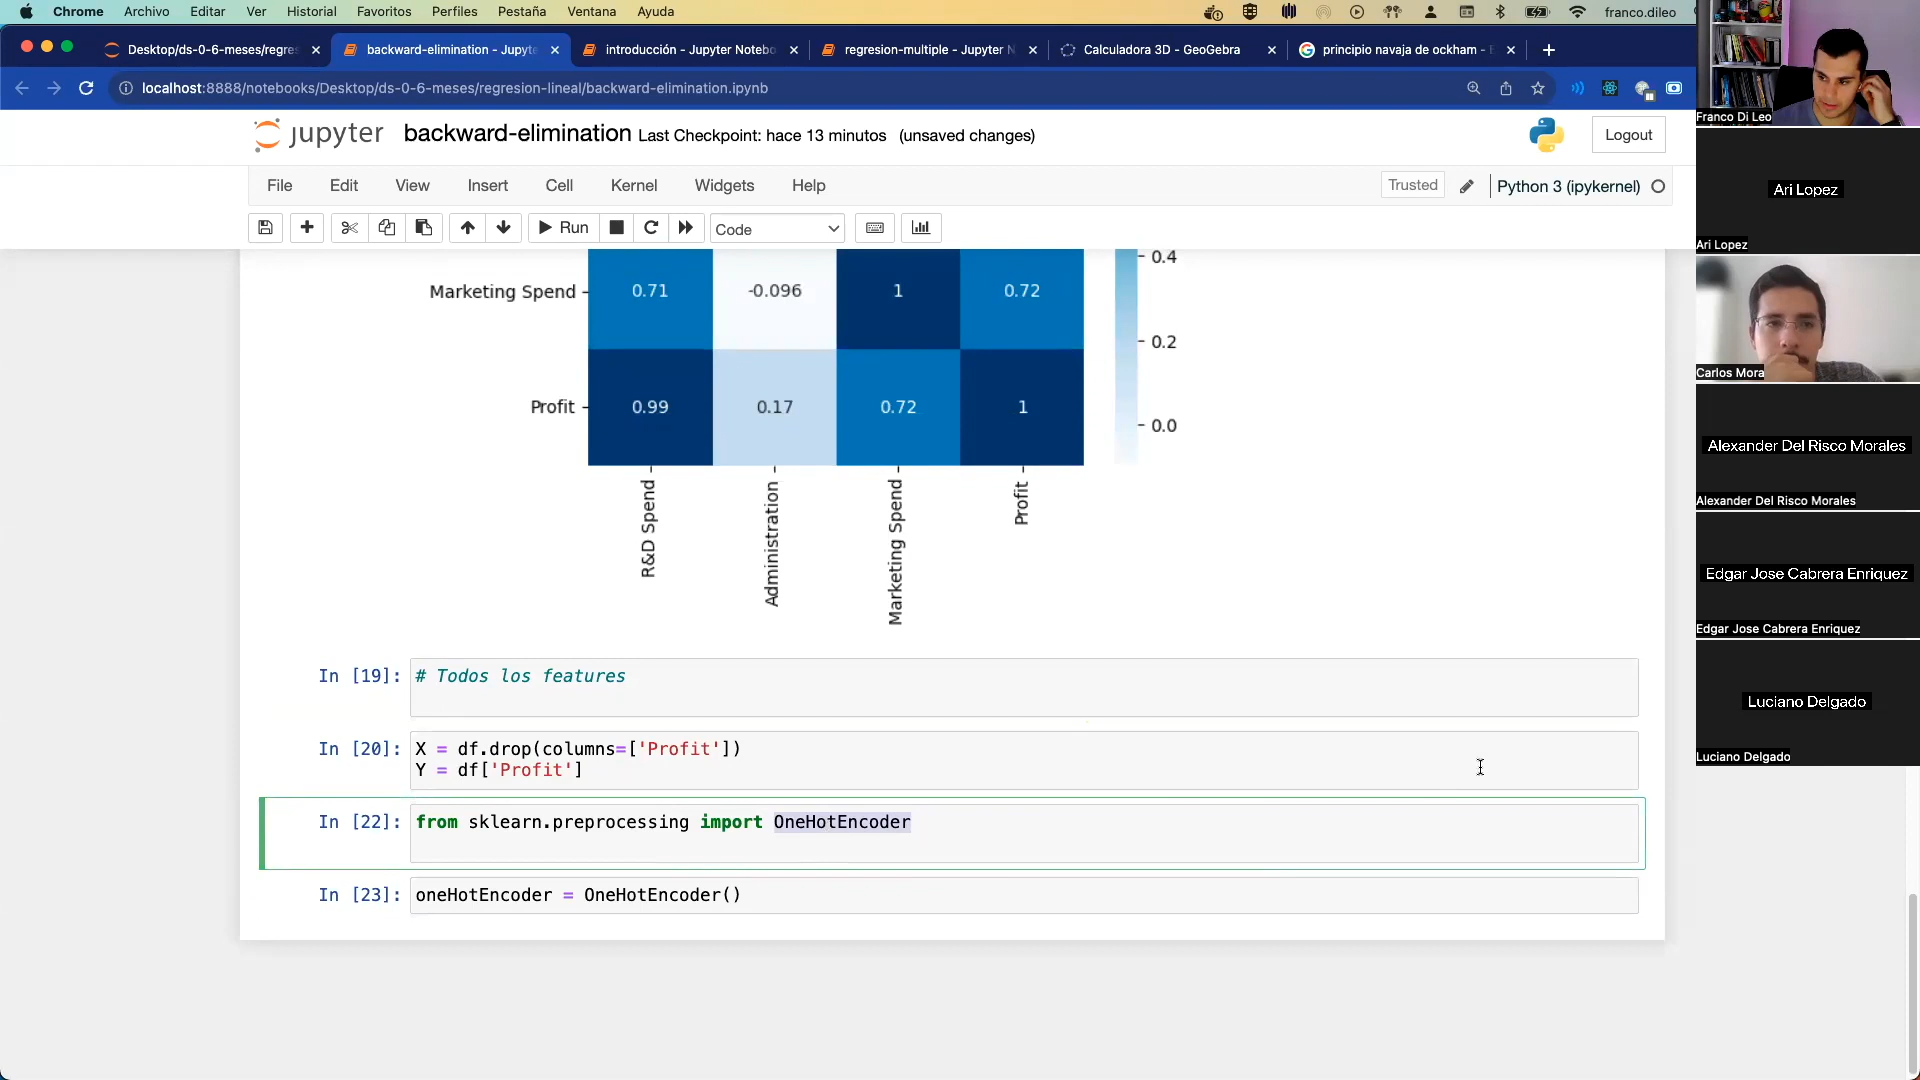 Chrome Archivo Editar Ver Historial Favoritos Perfiles Pestaña Ventana Ayuda franco.dileo
Desktop/ds-0-6-meses/regres backward-elimination - Jupyte introducción - Jupyter Notebo regresion-multiple - Jupyter N Calculadora 3D - GeoGebra principio navaja de ockham -
localhost:8888/notebooks/Desktop/ds-0-6-meses/regresion-lineal/backward-elimination.ipynb
jupyter backward-elimination Last Checkpoint: hace 13 minutos (unsaved changes) Logout
File Edit View Insert Cell Kernel Widgets Help Trusted Python 3 (ipykernel)
Run Code
0.4
Marketing Spend 0.71 -0.096 1 0.72
0.2
Profit 0.99 0.17 0.72 1
0.0
R&D Spend
Administration
Marketing Spend
Profit
In [19]: # Todos los features
In [20]: X = df.drop(columns=['Profit'])
Y = df['Profit']
In [22]: from sklearn.preprocessing import OneHotEncoder
In [23]: oneHotEncoder = OneHotEncoder()
Franco Di Leo
Ari Lopez
Ari Lopez
Carlos Mora
Alexander Del Risco Morales
Alexander Del Risco Morales
Edgar Jose Cabrera Enriquez
Edgar Jose Cabrera Enriquez
Luciano Delgado
Luciano Delgado